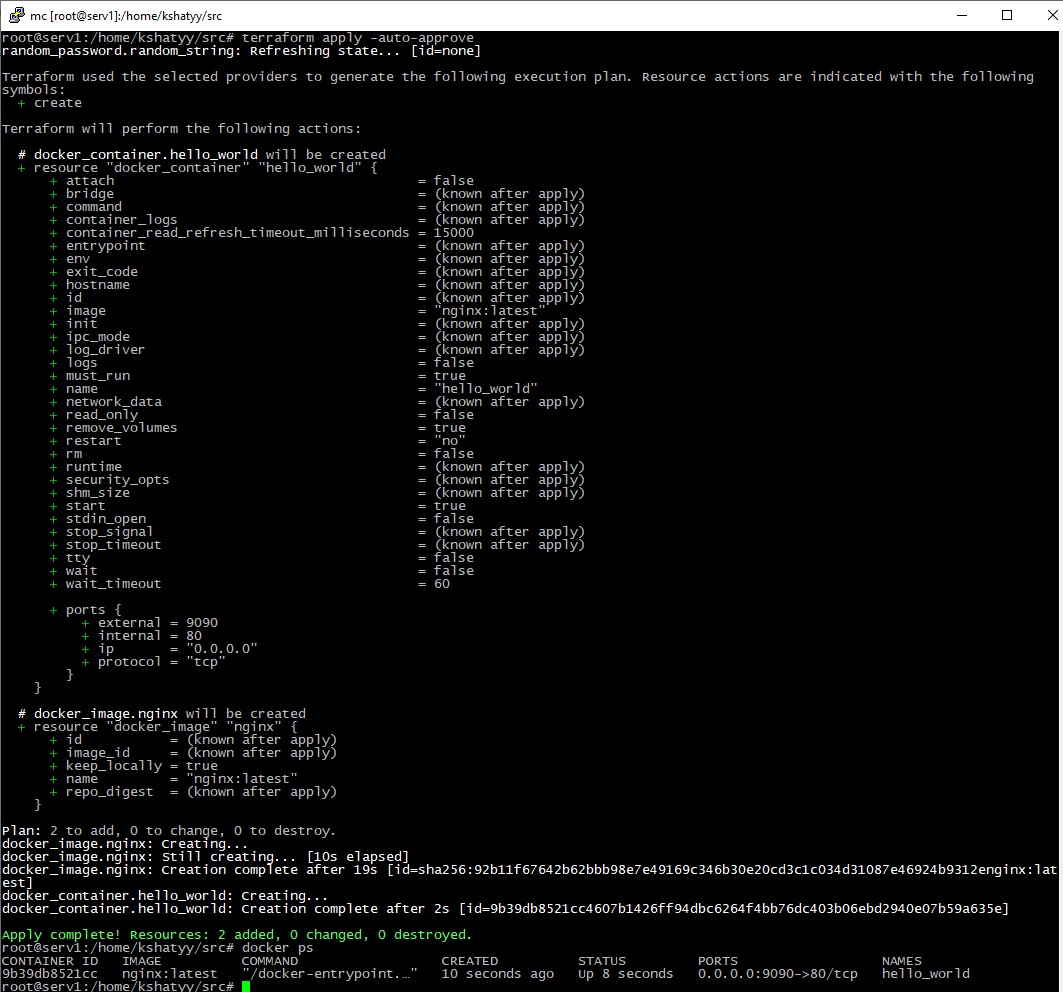 mc [root@serv1]:/home/kshatyy/src
root@serv1:/home/kshatyy/src# terraform apply -auto-approve
random_password.random_string: Refreshing state... [id=none]
Terraform used the selected providers to generate the following execution plan. Resource actions are indicated with the following
symbols:
+ create
Terraform will perform the following actions:
# docker_container.hello_world will be created
+ resource "docker_container" "hello_world" {
+ attach = false
+ bridge = (known after apply)
+ command = (known after apply)
+ container_logs = (known after apply)
+ container_read_refresh_timeout_milliseconds = 15000
+ entrypoint = (known after apply)
+ env = (known after apply)
+ exit_code = (known after apply)
+ hostname = (known after apply)
+ id = (known after apply)
+ image = "nginx:latest"
+ init = (known after apply)
+ ipc_mode = (known after apply)
+ log_driver = (known after apply)
+ logs = false
+ must_run = true
+ name = "hello_world"
+ network_data = (known after apply)
+ read_only = false
+ remove_volumes = true
+ restart = "no"
+ rm = false
+ runtime = (known after apply)
+ security_opts = (known after apply)
+ shm_size = (known after apply)
+ start = true
+ stdin_open = false
+ stop_signal = (known after apply)
+ stop_timeout = (known after apply)
+ tty = false
+ wait = false
+ wait_timeout = 60
+ ports {
+ external = 9090
+ internal = 80
+ ip = "0.0.0.0"
+ protocol = "tcp"
}
}
# docker_image.nginx will be created
+ resource "docker_image" "nginx" {
+ id = (known after apply)
+ image_id = (known after apply)
+ keep_locally = true
+ name = "nginx:latest"
+ repo_digest = (known after apply)
}
Plan: 2 to add, 0 to change, 0 to destroy.
docker_image.nginx: Creating...
docker_image.nginx: Still creating... [10s elapsed]
docker_image.nginx: Creation complete after 19s [id=sha256:92b11f67642b62bbb98e7e49169c346b30e20cd3c1c034d31087e46924b9312enginx:lat
est]
docker_container.hello_world: Creating...
docker_container.hello_world: Creation complete after 2s [id=9b39db8521cc4607b1426ff94dbc6264f4bb76dc403b06ebd2940e07b59a635e]
Apply complete! Resources: 2 added, 0 changed, 0 destroyed.
root@serv1:/home/kshatyy/src# docker ps
CONTAINER ID IMAGE COMMAND CREATED STATUS PORTS NAMES
9b39db8521cc nginx:latest "/docker-entrypoint.…" 10 seconds ago Up 8 seconds 0.0.0.0:9090->80/tcp hello_world
root@serv1:/home/kshatyy/src#